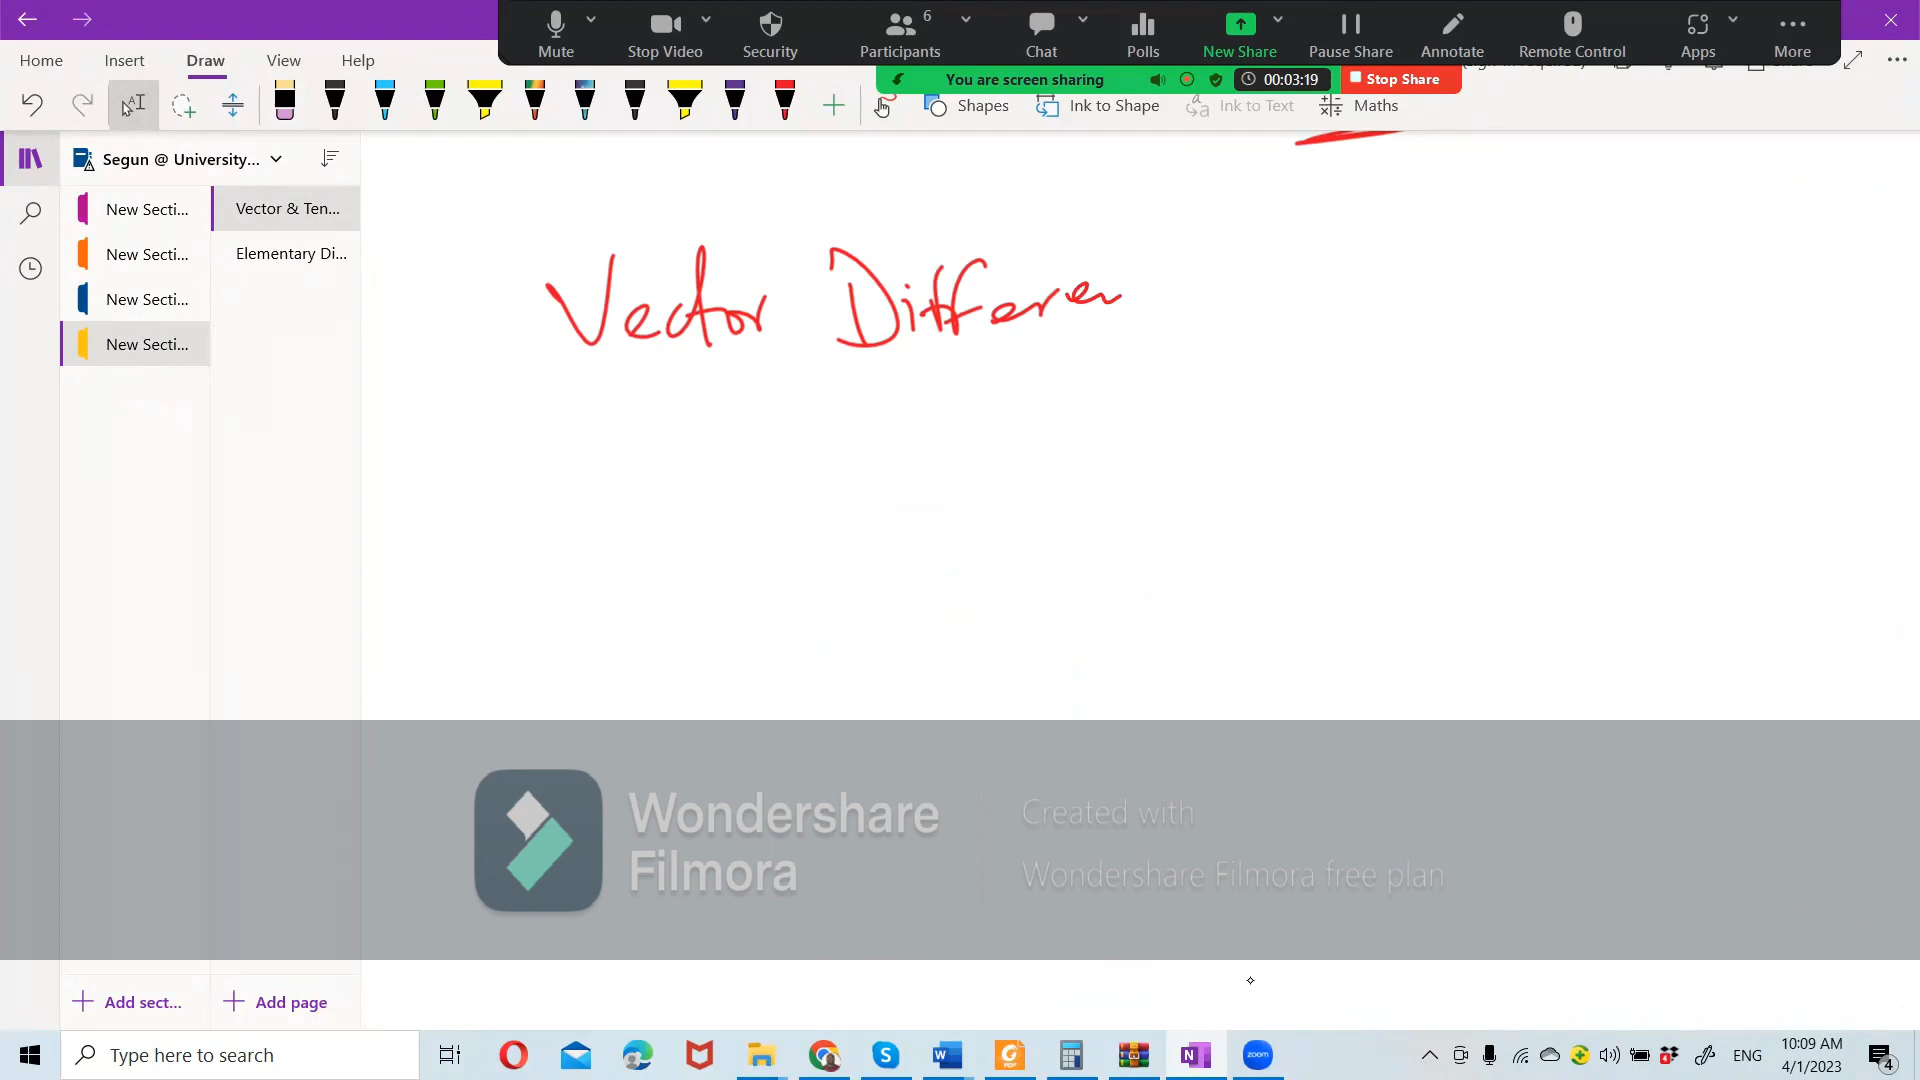 6
Mute
Stop Video
Security
Participants
Chat
Polls
New Share
Pause Share
Annotate
Remote Control
Apps
More
Home
Insert
Draw
View
Help
You are screen sharing
00:03:19
Stop Share
Shapes
Ink to Shape
Ink to Text
Maths
Segun @ University...
New Secti...
Vector & Ten...
New Secti...
Elementary Di...
New Secti...
New Secti...
Vector Differen
Wondershare
Filmora
Created with
Wondershare Filmora free plan
Add sect...
Add page
Type here to search
zoom
ENG
10:09 AM
4/1/2023
4